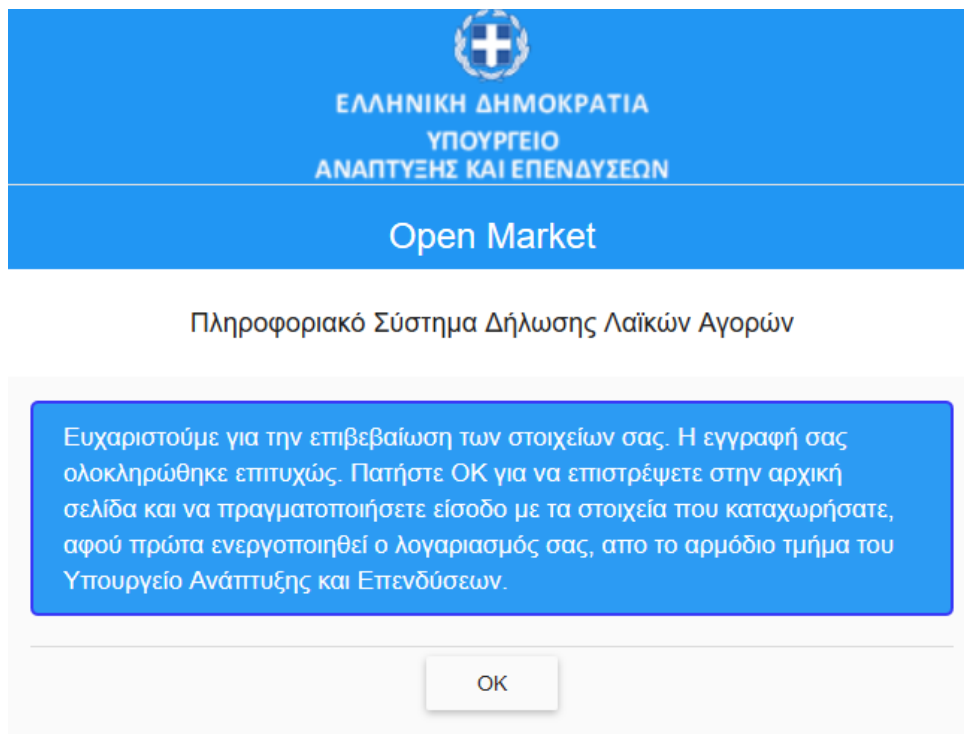 ΕΛΛΗΝΙΚΗ ΔΗΜΟΚΡΑΤΙΑ
ΥΠΟΥΡΓΕΙΟ
ΑΝΑΠΤΥΞΗΣ ΚΑΙ ΕΠΕΝΔΥΣΕΩΝ
Open Market
Πληροφοριακό Σύστημα Δήλωσης Λαϊκών Αγορών
Ευχαριστούμε για την επιβεβαίωση των στοιχείων σας. Η εγγραφή σας
ολοκληρώθηκε επιτυχώς. Πατήστε ΟΚ για να επιστρέψετε στην αρχική
σελίδα και να πραγματοποιήσετε είσοδο με τα στοιχεία που καταχωρήσατε,
αφού πρώτα ενεργοποιηθεί ο λογαριασμός σας, απο το αρμόδιο τμήμα του
Υπουργείο Ανάπτυξης και Επενδύσεων.
OK